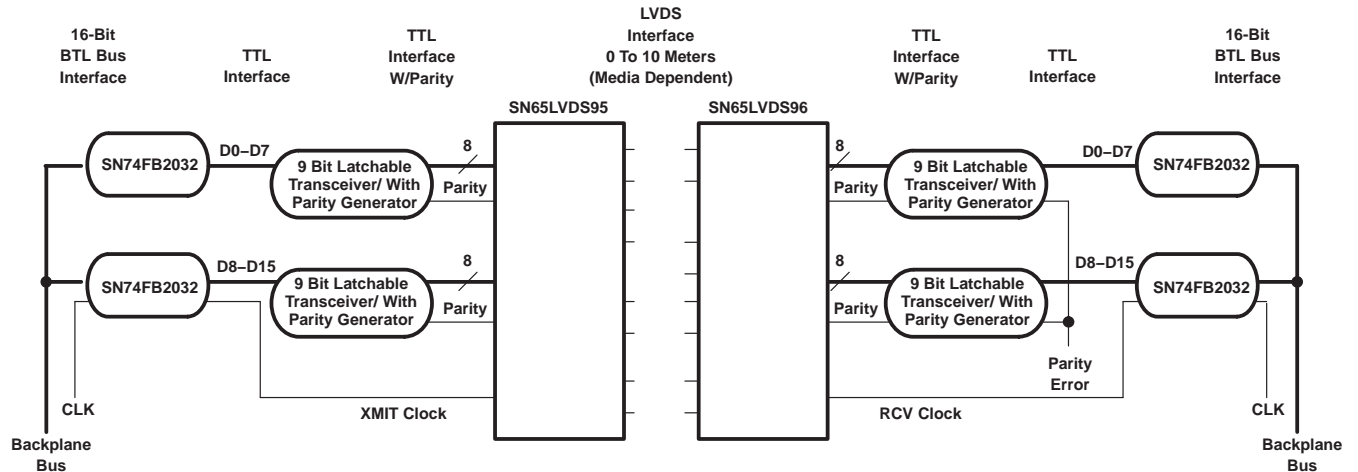 16-Bit
BTL Bus
Interface
TTL
Interface
TTL
Interface
W/Parity
LVDS
Interface
0 To 10 Meters
(Media Dependent)
TTL
Interface
W/Parity
TTL
Interface
16-Bit
BTL Bus
Interface
SN65LVDS95
SN65LVDS96
SN74FB2032
D0–D7
9 Bit Latchable
Transceiver/ With
Parity Generator
8
Parity
8
Parity
9 Bit Latchable
Transceiver/ With
Parity Generator
D0–D7
SN74FB2032
SN74FB2032
D8–D15
9 Bit Latchable
Transceiver/ With
Parity Generator
8
Parity
8
Parity
9 Bit Latchable
Transceiver/ With
Parity Generator
D8–D15
SN74FB2032
Parity
Error
CLK
XMIT Clock
RCV Clock
CLK
Backplane
Bus
Backplane
Bus